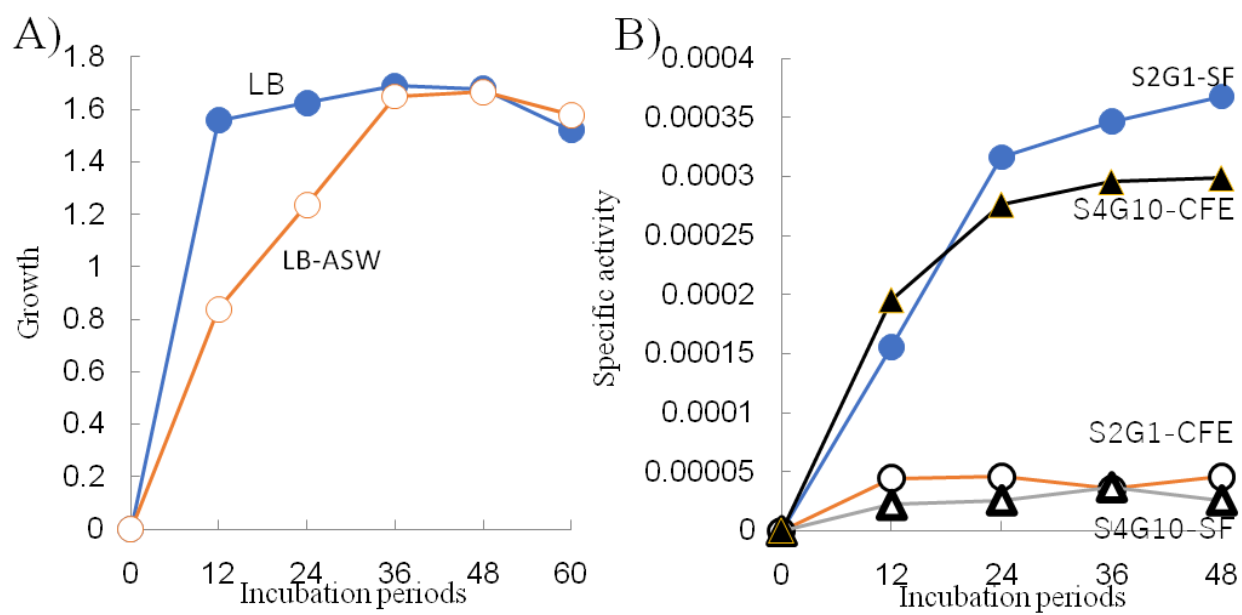 A)
1.8
1.6
1.4
1.2
1
0.8
0.6
0.4
0.2
0
Growth
LB
LB-ASW
0 12 24 36 48 60
Incubation periods
B)
0.0004
0.00035
0.0003
0.00025
0.0002
0.00015
0.0001
0.00005
0
Specific activity
S2G1-SF
S4G10-CFE
S2G1-CFE
S4G10-SF
0 12 24 36 48
Incubation periods